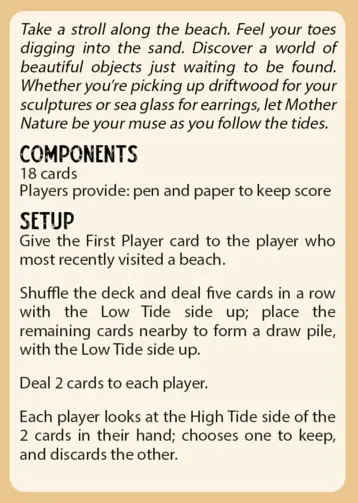 Take a stroll along the beach. Feel your toes
digging into the sand. Discover a world of
beautiful objects just waiting to be found.
Whether you're picking up driftwood for your
sculptures or sea glass for earrings, let Mother
Nature be your muse as you follow the tides.
COMPONENTS
18 cards
Players provide: pen and paper to keep score
SETUP
Give the First Player card to the player who
most recently visited a beach.
Shuffle the deck and deal five cards in a row
with the Low Tide side up; place the
remaining cards nearby to form a draw pile,
with the Low Tide side up.
Deal 2 cards to each player.
Each player looks at the High Tide side of the
2 cards in their hand; chooses one to keep,
and discards the other.